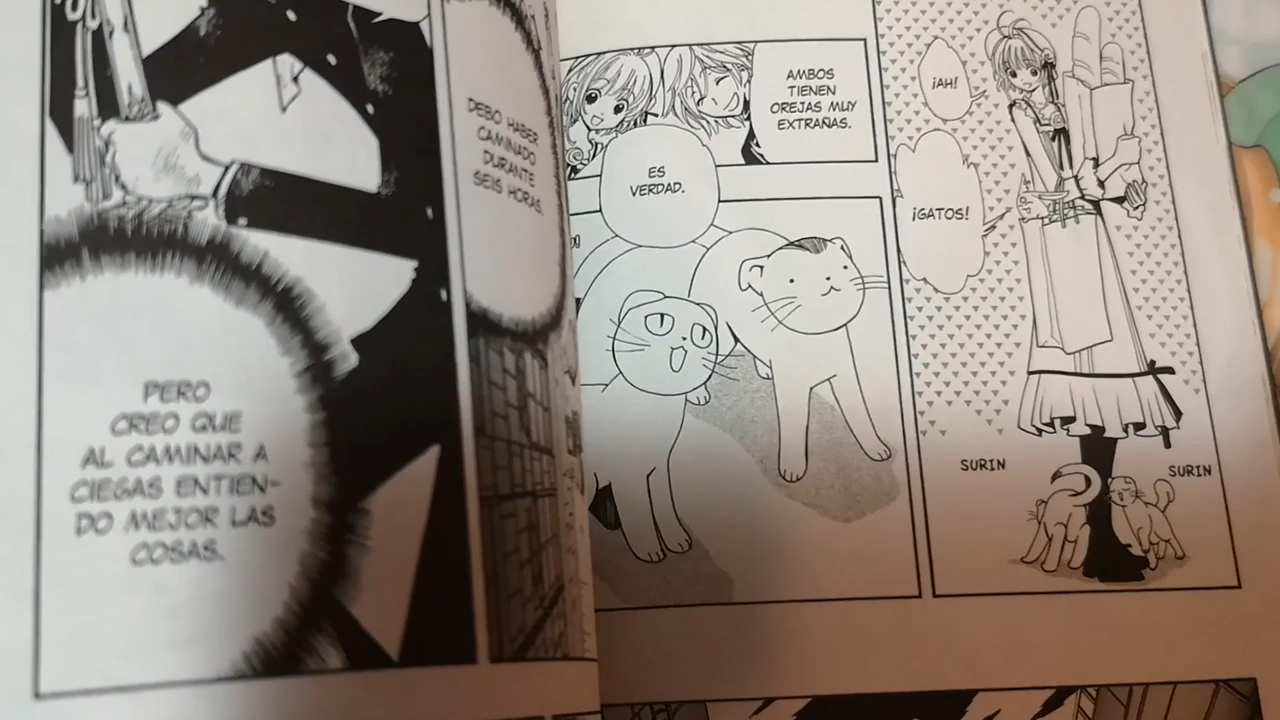 ¡AH!
¡GATOS!
SURIN
SURIN
AMBOS
TIENEN
OREJAS MUY
EXTRAÑAS.
ES
VERDAD.
DEBO HABER
CAMINADO
DURANTE
SEIS HORAS.
PERO
CREO QUE
AL CAMINAR A
CIEGAS ENTIEN-
DO MEJOR LAS
COSAS.